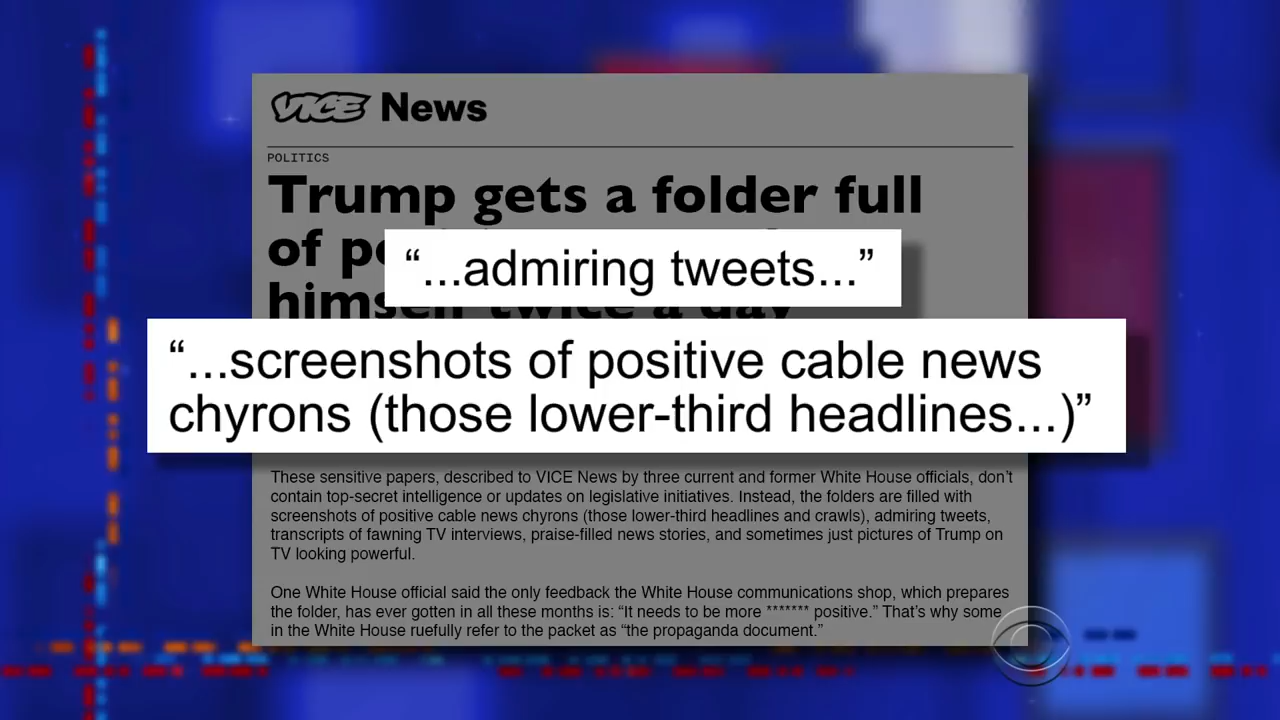 VICE News
POLITICS
Trump gets a folder full
of
“...admiring tweets...”
himself twice a day
“...screenshots of positive cable news
chyrons (those lower-third headlines...)”
These sensitive papers, described to VICE News by three current and former White House officials, don’t
contain top-secret intelligence or updates on legislative initiatives. Instead, the folders are filled with
screenshots of positive cable news chyrons (those lower-third headlines and crawls), admiring tweets,
transcripts of fawning TV interviews, praise-filled news stories, and sometimes just pictures of Trump on
TV looking powerful.
One White House official said the only feedback the White House communications shop, which prepares
the folder, has ever gotten in all these months is: “It needs to be more ******* positive.” That’s why some
in the White House ruefully refer to the packet as “the propaganda document.”